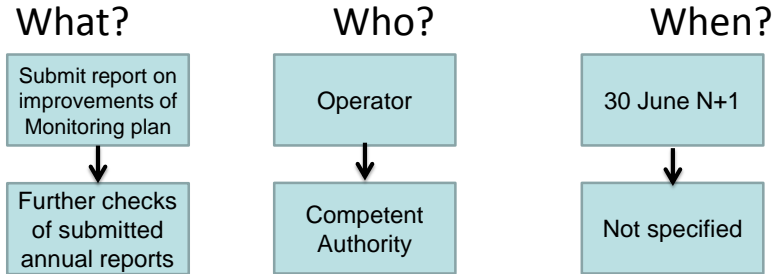 What?
Who?
When?
Submit report on
improvements of
Monitoring plan
Operator
30 June N+1
Further checks
of submitted
annual reports
Competent
Authority
Not specified